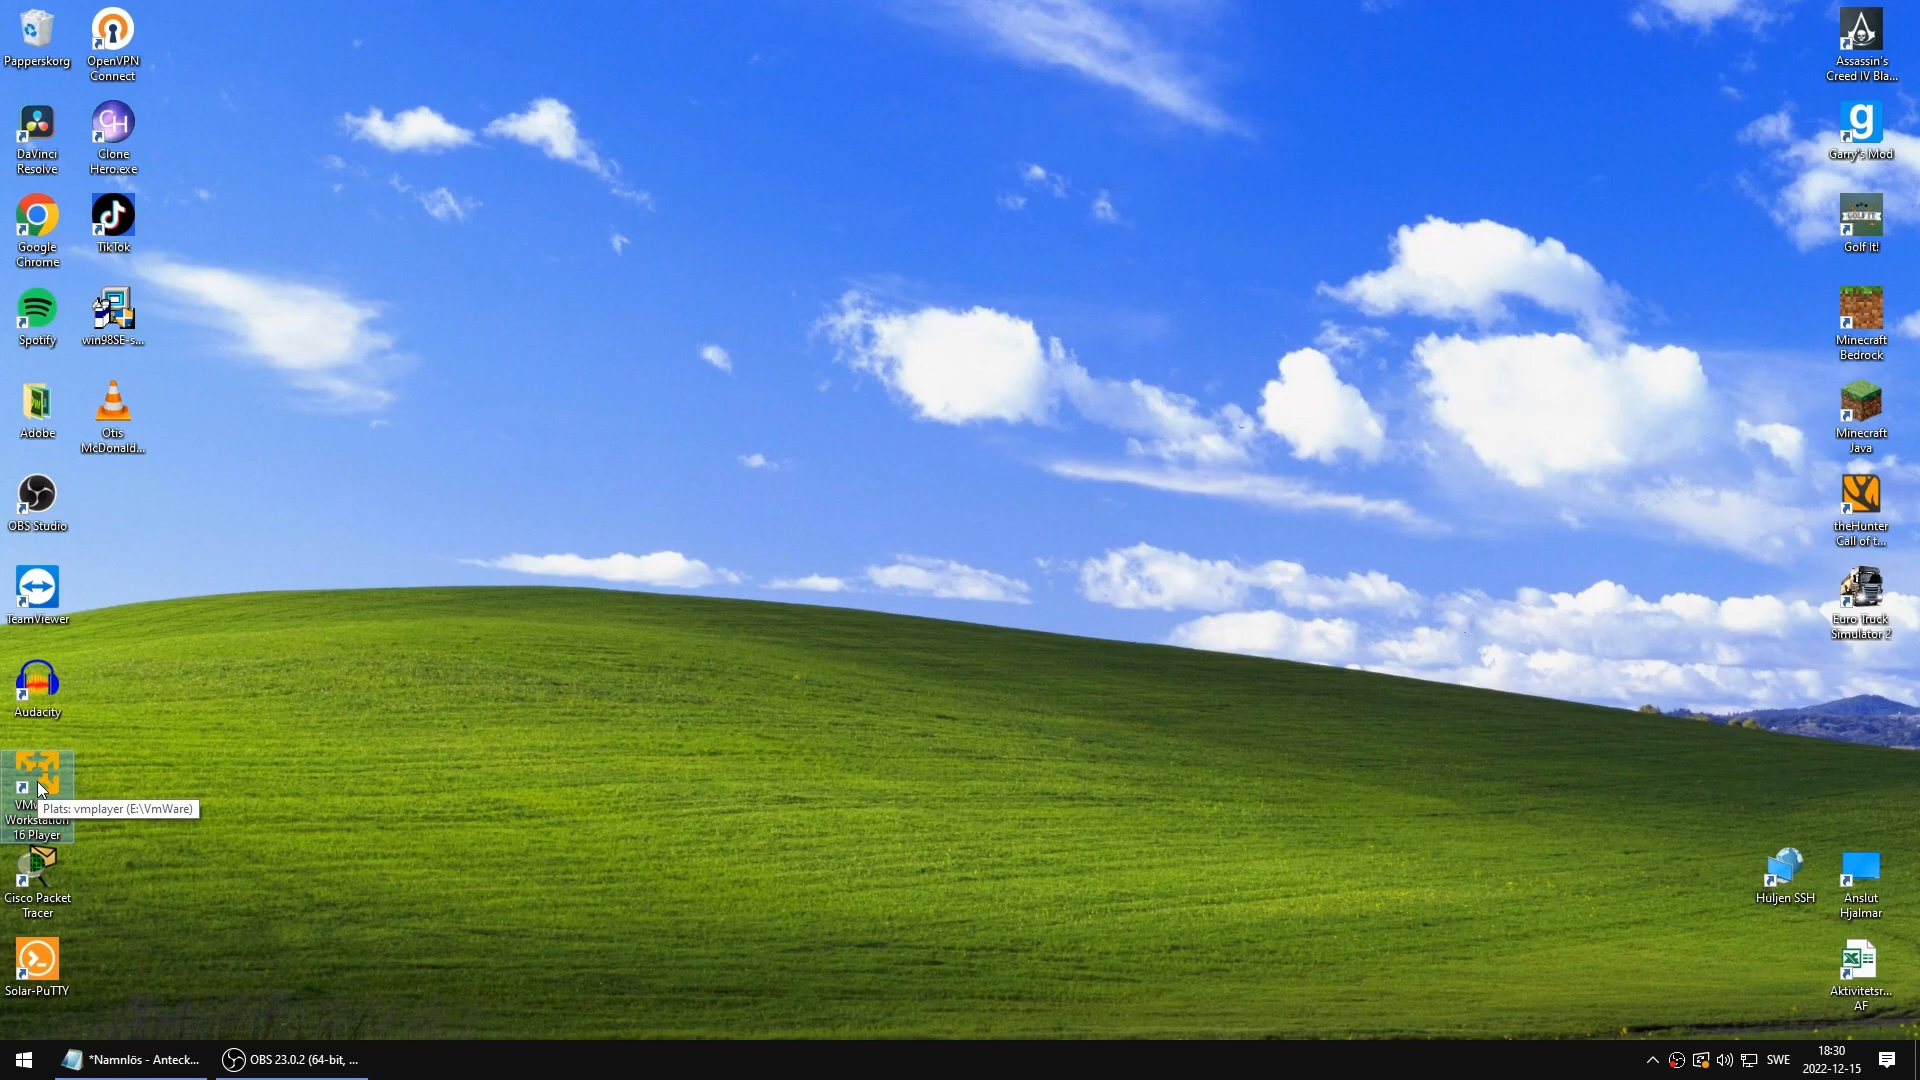 Papperskorg
OpenVPN
Connect
DaVinci
Resolve
Clone
Hero.exe
Google
Chrome
TikTok
Spotify
win98SE-s...
Adobe
Otis
McDonald...
OBS Studio
TeamViewer
Audacity
Plats: vmplayer (E:\VmWare)
Workstation
16 Player
Cisco Packet
Tracer
Solar-PuTTY
Assassin's
Creed IV Bla...
g
Garry's Mod
GOLF IT!
Golf It!
Minecraft
Bedrock
Minecraft
Java
theHunter
Call of t...
Euro Truck
Simulator 2
Huljen SSH
Anslut
Hjalmar
Aktivitetsr...
AF
*Namnlös - Anteck...
OBS 23.0.2 (64-bit, ...
SWE
18:30
2022-12-15